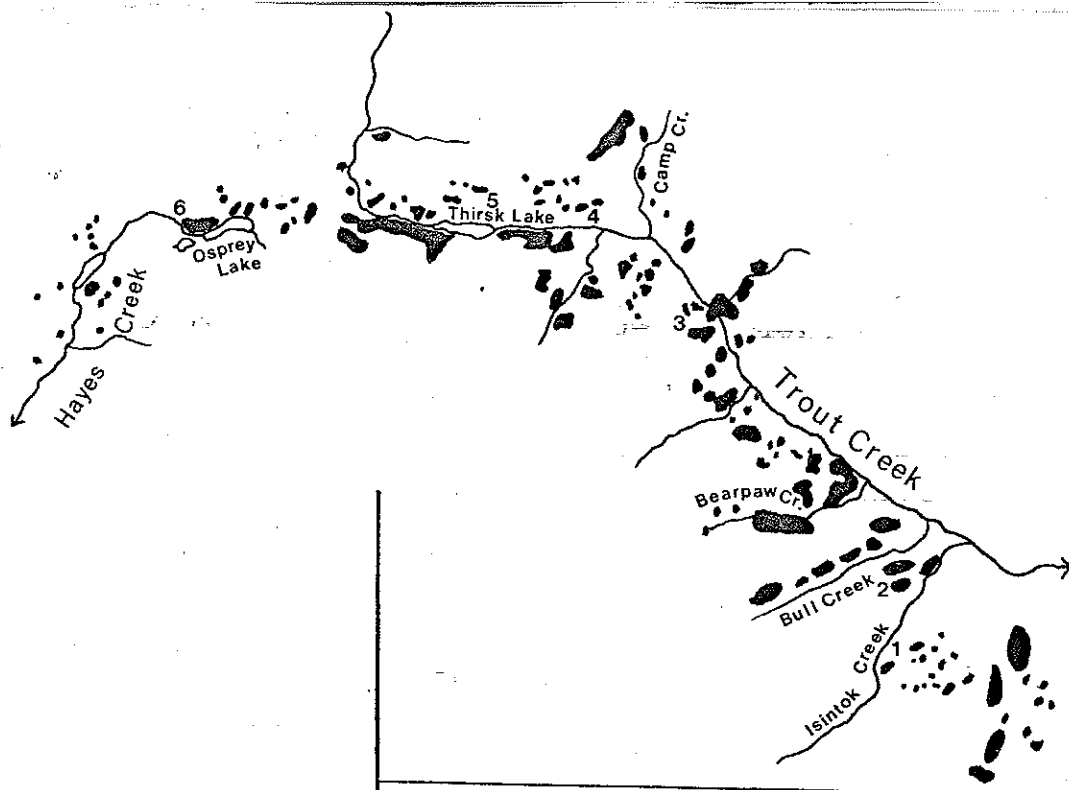 Camp Cr.
5
6
Thirsk Lake
4
Osprey
Lake
3
Hayes
Creek
Trout Creek
Bearpaw Cr.
Bull Creek
2
1
Isintok Creek